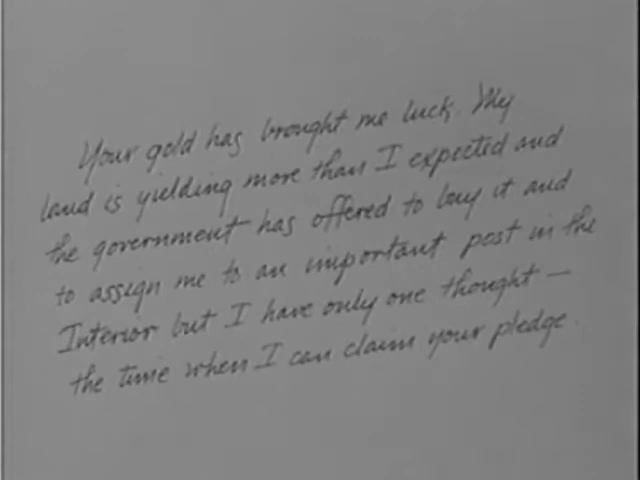 Your gold has brought me luck. My
land is yielding more than I expected and
the government has offered to buy it and
to assign me to an important post in the
Interior but I have only one thought —
the time when I can claim your pledge.